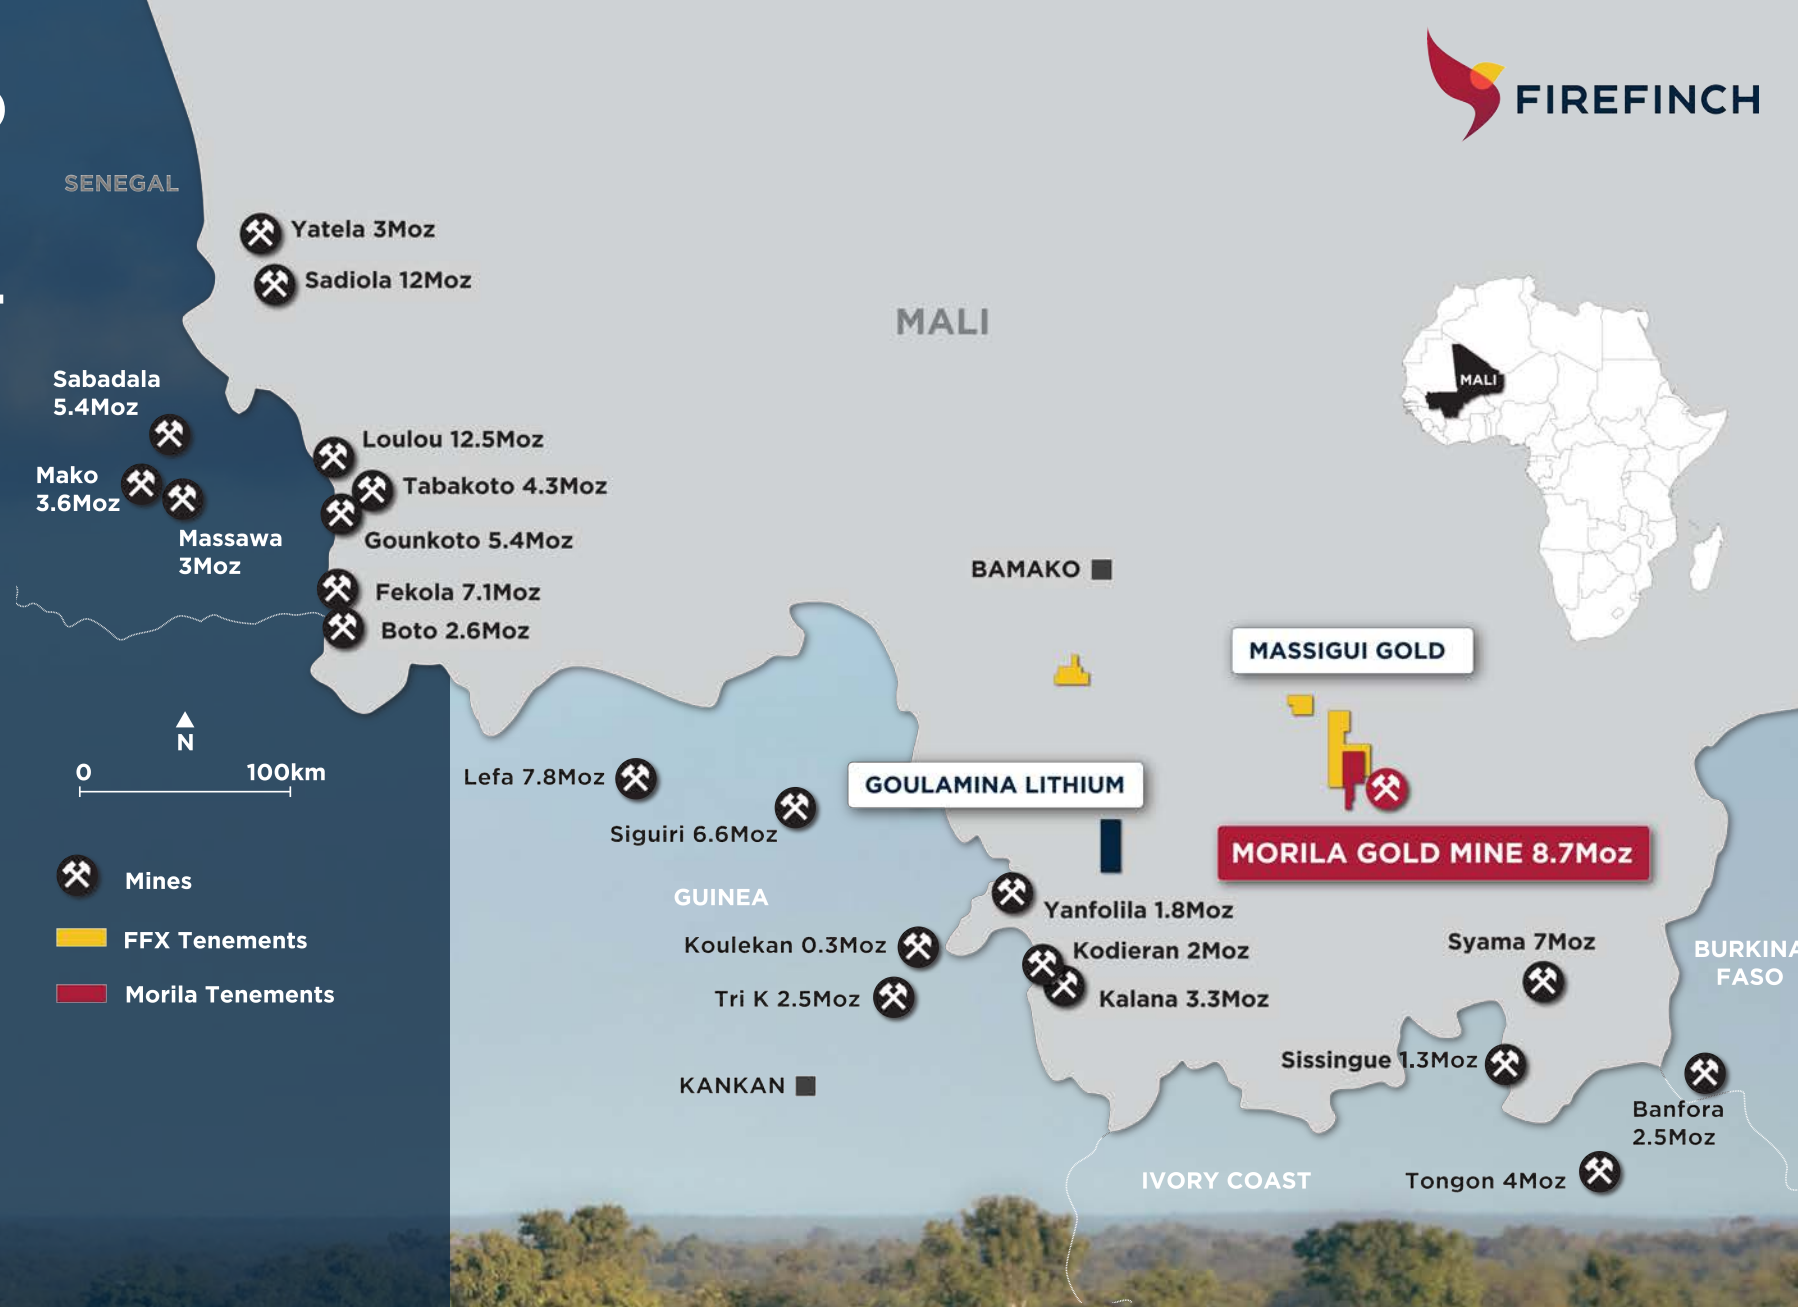 FIREFINCH
SENEGAL
Yatela 3Moz
Sadiola 12Moz
MALI
MALI
Sabadala
5.4Moz
Loulou 12.5Moz
Mako
3.6Moz
Tabakoto 4.3Moz
Massawa
3Moz
Gounkoto 5.4Moz
BAMAKO
Fekola 7.1Moz
Boto 2.6Moz
MASSIGUI GOLD
N
0 100km
Lefa 7.8Moz
GOULAMINA LITHIUM
Siguiri 6.6Moz
MORILA GOLD MINE 8.7Moz
Mines
GUINEA
Yanfolila 1.8Moz
FFX Tenements
Koulekan 0.3Moz
Kodieran 2Moz
Syama 7Moz
BURKINA
FASO
Morila Tenements
Tri K 2.5Moz
Kalana 3.3Moz
Sissingue 1.3Moz
KANKAN
Banfora
2.5Moz
IVORY COAST
Tongon 4Moz